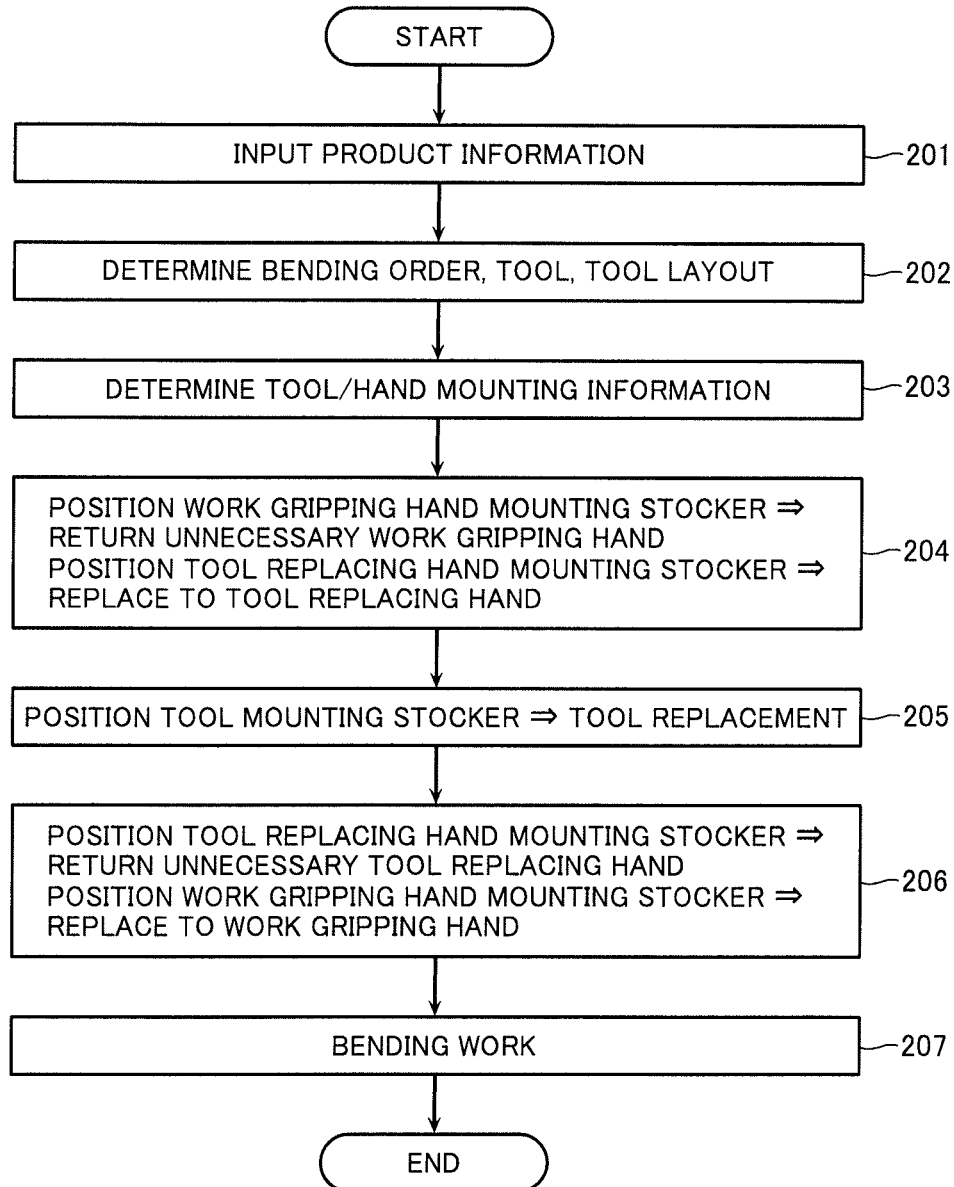 START
INPUT PRODUCT INFORMATION
201
DETERMINE BENDING ORDER, TOOL, TOOL LAYOUT
202
DETERMINE TOOL/HAND MOUNTING INFORMATION
203
POSITION WORK GRIPPING HAND MOUNTING STOCKER ⇒
RETURN UNNECESSARY WORK GRIPPING HAND
POSITION TOOL REPLACING HAND MOUNTING STOCKER ⇒
REPLACE TO TOOL REPLACING HAND
204
POSITION TOOL MOUNTING STOCKER ⇒ TOOL REPLACEMENT
205
POSITION TOOL REPLACING HAND MOUNTING STOCKER ⇒
RETURN UNNECESSARY TOOL REPLACING HAND
POSITION WORK GRIPPING HAND MOUNTING STOCKER ⇒
REPLACE TO WORK GRIPPING HAND
206
BENDING WORK
207
END